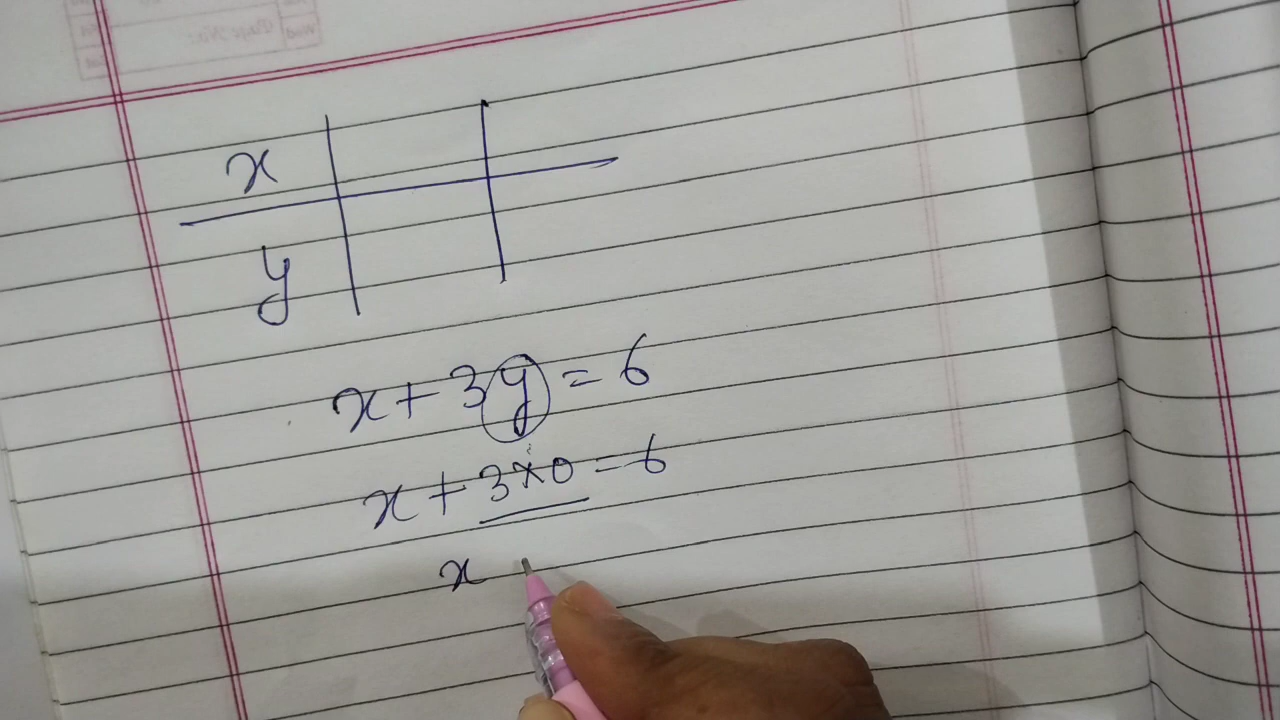 x
y
x + 3y = 6
x + 3×0 = 6
x